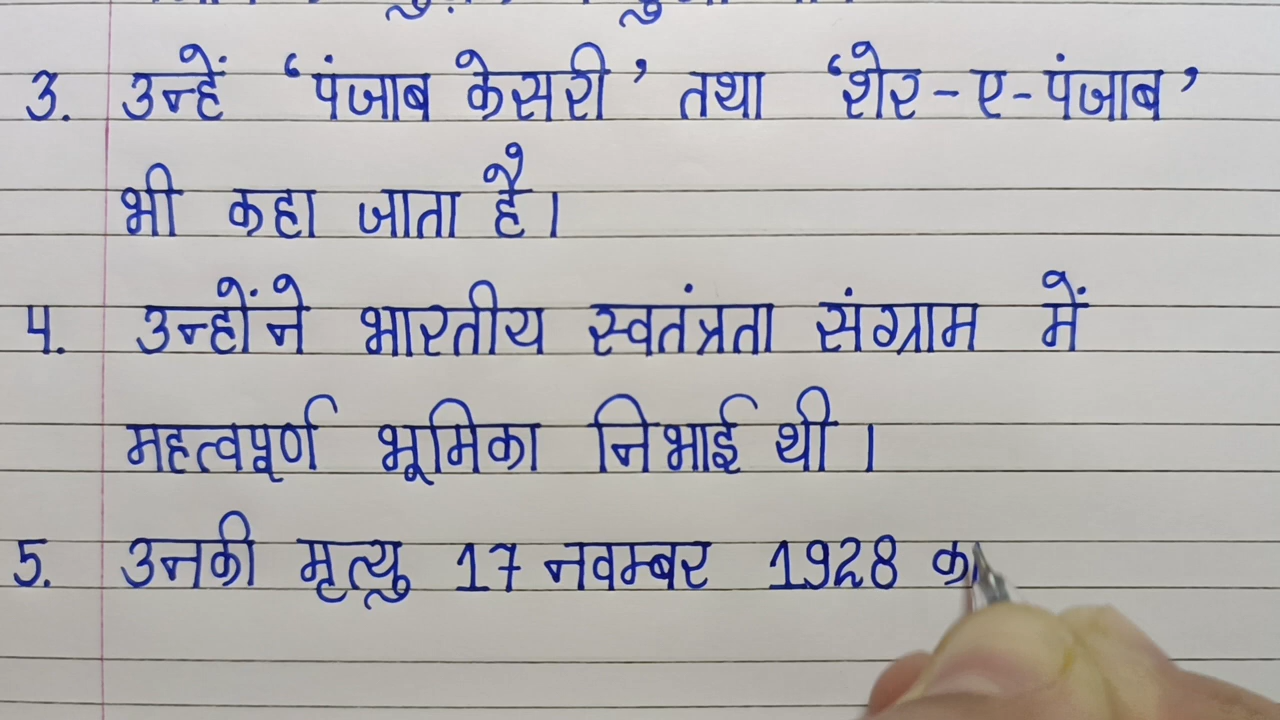 3. उन्हें ‘पंजाब केसरी’ तथा ‘शेर-ए-पंजाब’
भी कहा जाता है।
4. उन्होंने भारतीय स्वतंत्रता संग्राम में
महत्वपूर्ण भूमिका निभाई थी।
5. उनकी मृत्यु 17 नवम्बर 1928 क